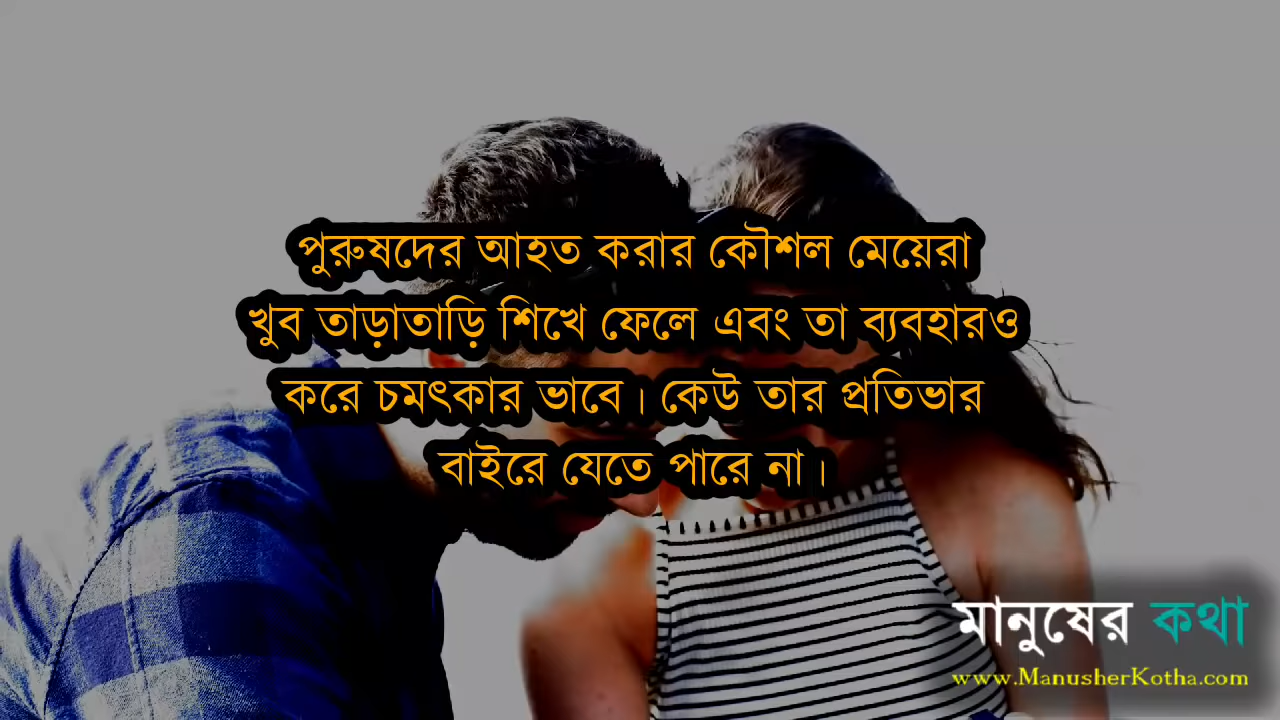 পুরুষদের আহত করার কৌশল মেয়েরা
খুব তাড়াতাড়ি শিখে ফেলে এবং তা ব্যবহারও
করে চমৎকার ভাবে। কেউ তার প্রতিভার
বাইরে যেতে পারে না।
মানুষের কথা
www.ManusherKotha.com